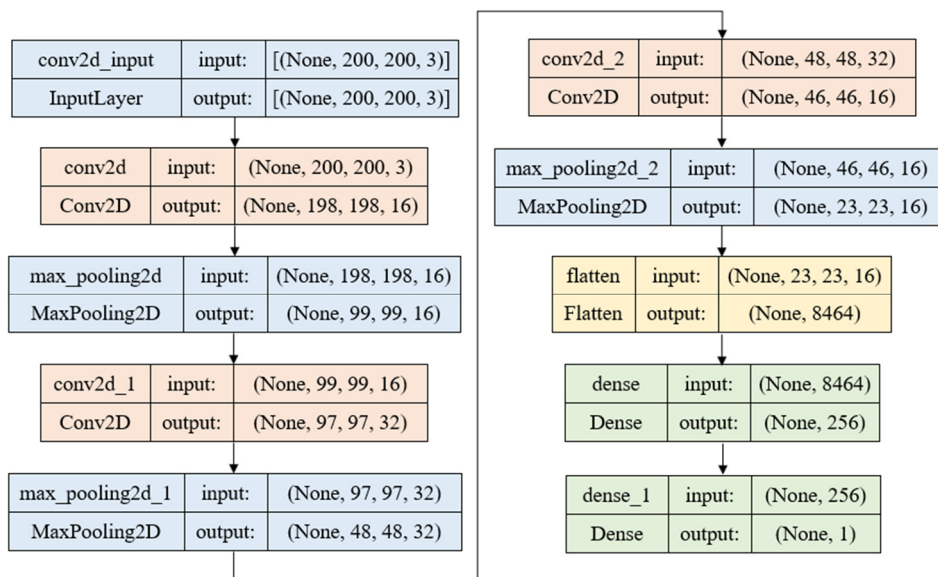 conv2d_input input: [(None, 200, 200, 3)]
InputLayer output: [(None, 200, 200, 3)]
conv2d input: (None, 200, 200, 3)
Conv2D output: (None, 198, 198, 16)
max_pooling2d input: (None, 198, 198, 16)
MaxPooling2D output: (None, 99, 99, 16)
conv2d_1 input: (None, 99, 99, 16)
Conv2D output: (None, 97, 97, 32)
max_pooling2d_1 input: (None, 97, 97, 32)
MaxPooling2D output: (None, 48, 48, 32)
conv2d_2 input: (None, 48, 48, 32)
Conv2D output: (None, 46, 46, 16)
max_pooling2d_2 input: (None, 46, 46, 16)
MaxPooling2D output: (None, 23, 23, 16)
flatten input: (None, 23, 23, 16)
Flatten output: (None, 8464)
dense input: (None, 8464)
Dense output: (None, 256)
dense_1 input: (None, 256)
Dense output: (None, 1)